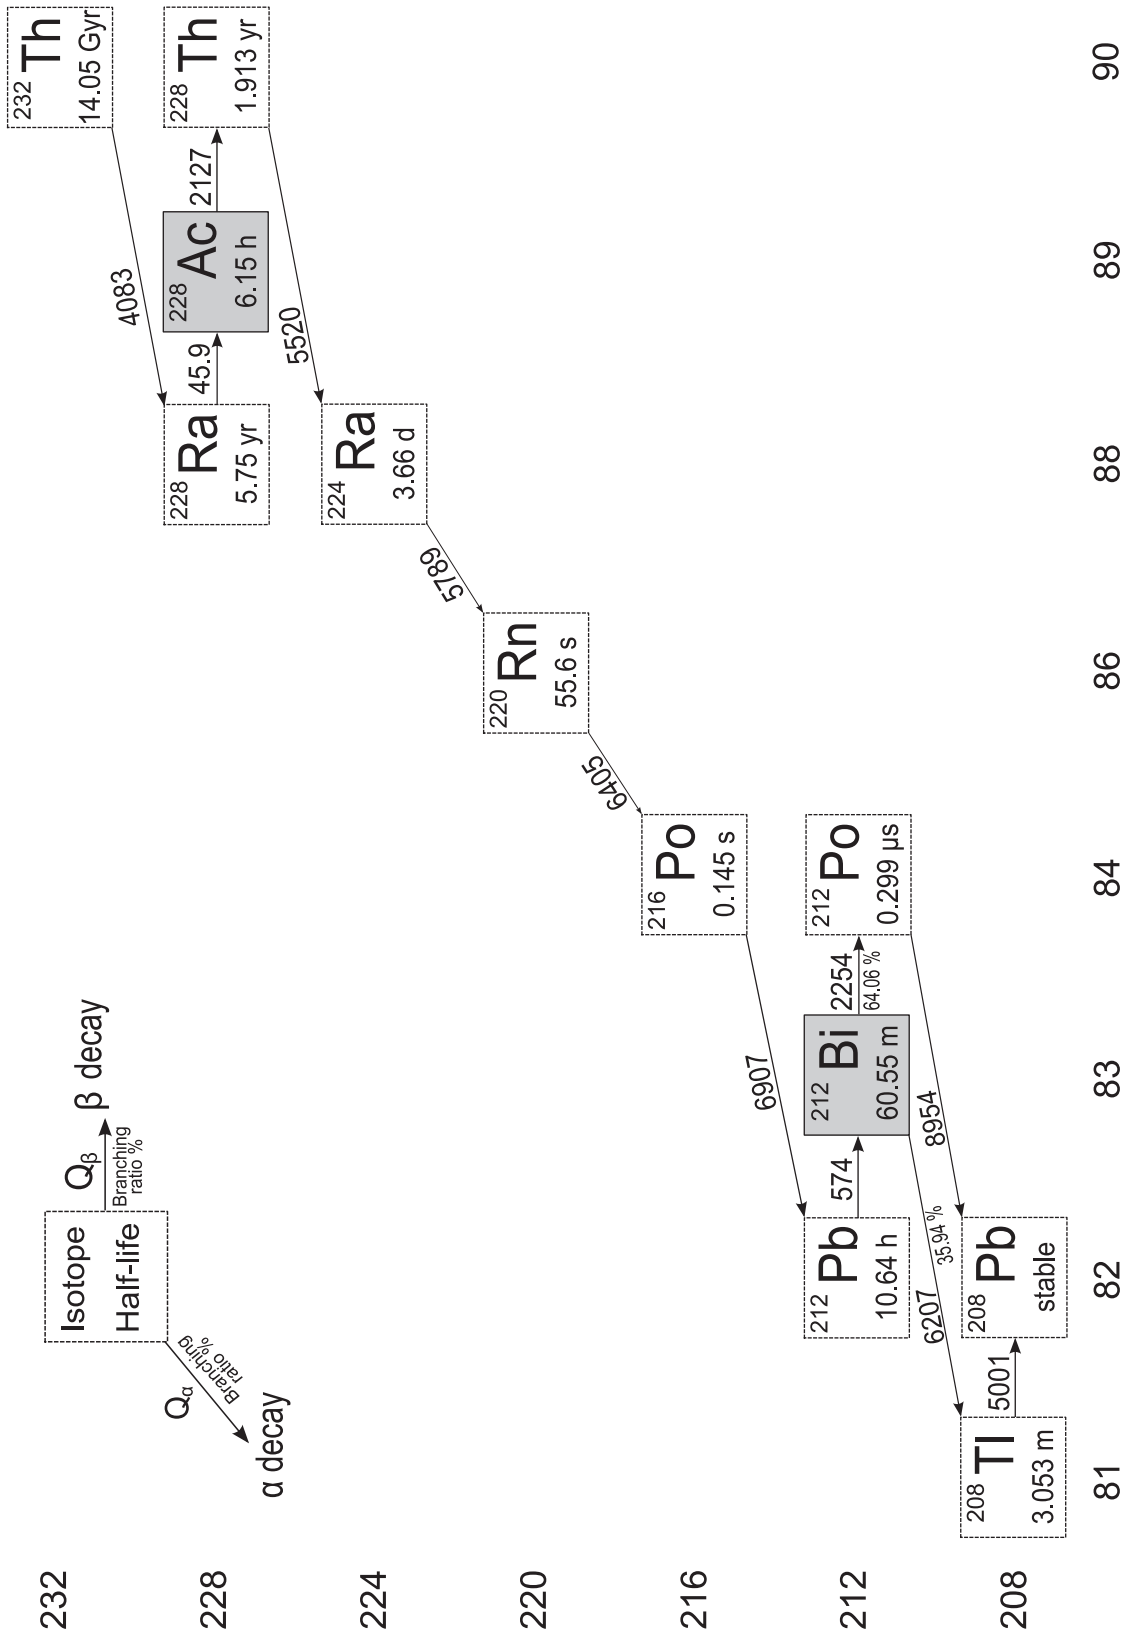 232
228
224
220
216
212
208
Isotope
Half-life
Qβ
Branching
ratio %
β decay
Qα
Branching
ratio %
α decay
232 Th
14.05 Gyr
4083
228 Ra
5.75 yr
45.9
228 Ac
6.15 h
2127
228 Th
1.913 yr
5520
224 Ra
3.66 d
5789
220 Rn
55.6 s
6405
216 Po
0.145 s
6907
212 Pb
10.64 h
574
212 Bi
60.55 m
2254
64.06 %
212 Po
0.299 µs
6207
35.94 %
8954
208 Tl
3.053 m
5001
208 Pb
stable
81
82
83
84
86
88
89
90